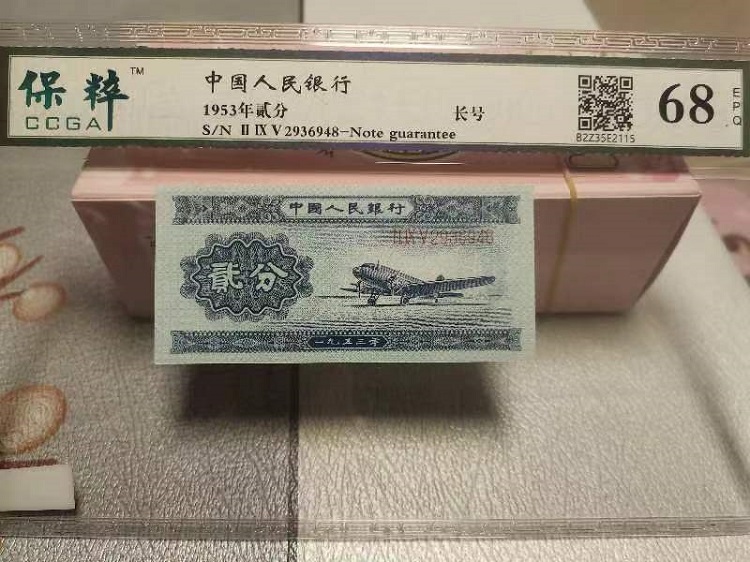 保粹™
CCGA
中国人民银行
1953年贰分
长号
S/N Ⅱ Ⅸ Ⅴ 2936948-Note guarantee
BZZ35E2115
68
EPQ
中國人民銀行
貳分
一九五三年